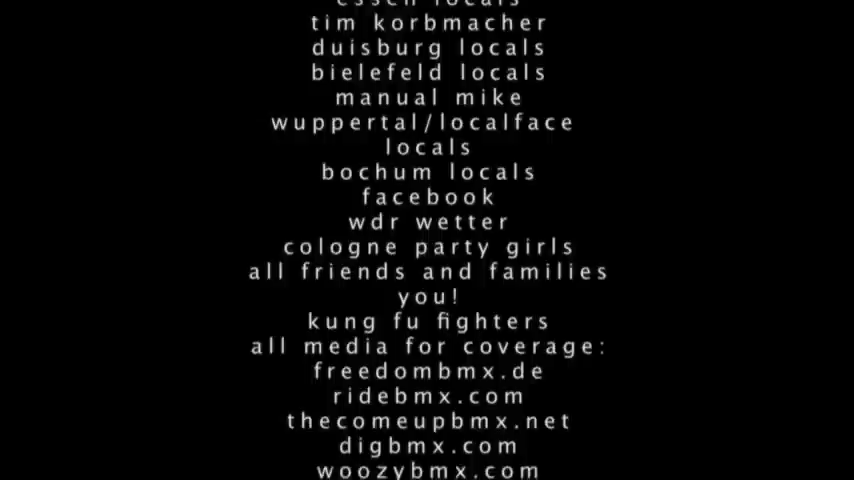 essen locals
tim korbmacher
duisburg locals
bielefeld locals
manual mike
wuppertal/localface
locals
bochum locals
facebook
wdr wetter
cologne party girls
all friends and families
you!
kung fu fighters
all media for coverage:
freedombmx.de
ridebmx.com
thecomeupbmx.net
digbmx.com
woozybmx.com